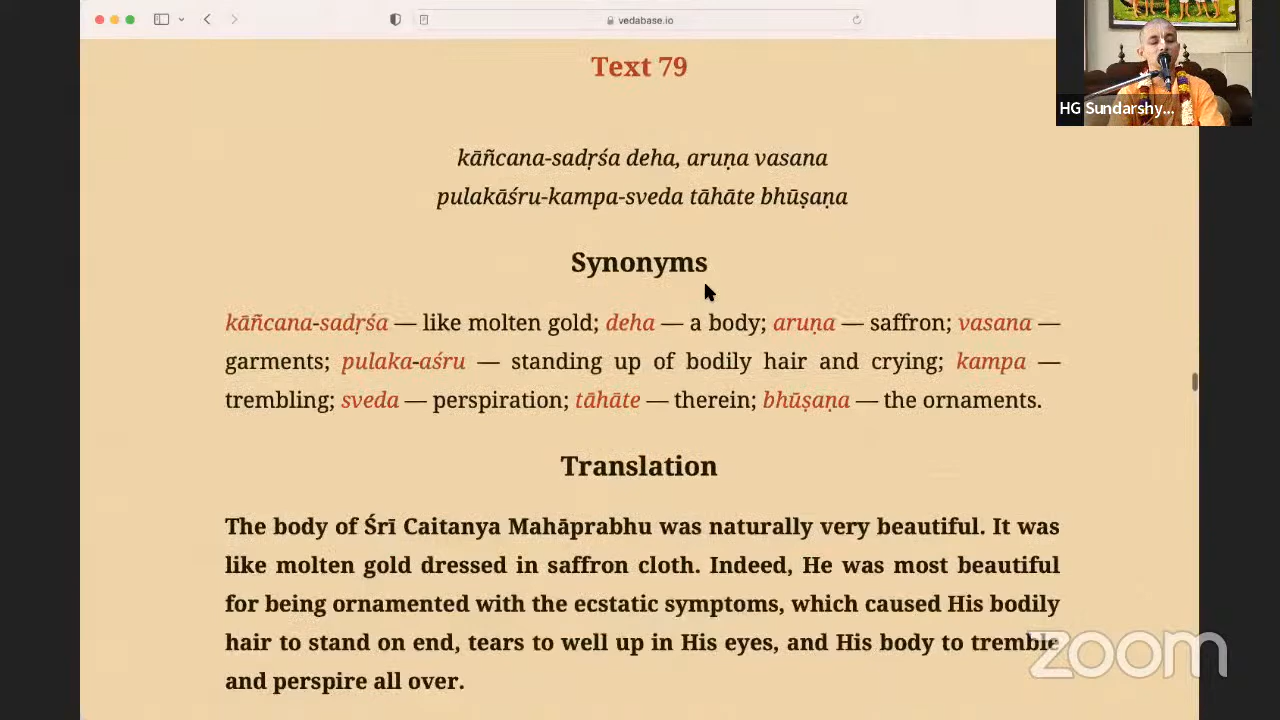 vedabase.io
HG Sundarshy...
Text 79
kāñcana-sadṛśa deha, aruṇa vasana
pulakāśru-kampa-sveda tāhāte bhūṣaṇa
Synonyms
kāñcana-sadṛśa — like molten gold; deha — a body; aruṇa — saffron; vasana —
garments; pulaka-aśru — standing up of bodily hair and crying; kampa —
trembling; sveda — perspiration; tāhāte — therein; bhūṣaṇa — the ornaments.
Translation
The body of Śrī Caitanya Mahāprabhu was naturally very beautiful. It was
like molten gold dressed in saffron cloth. Indeed, He was most beautiful
for being ornamented with the ecstatic symptoms, which caused His bodily
hair to stand on end, tears to well up in His eyes, and His body to tremble
and perspire all over.
zoom